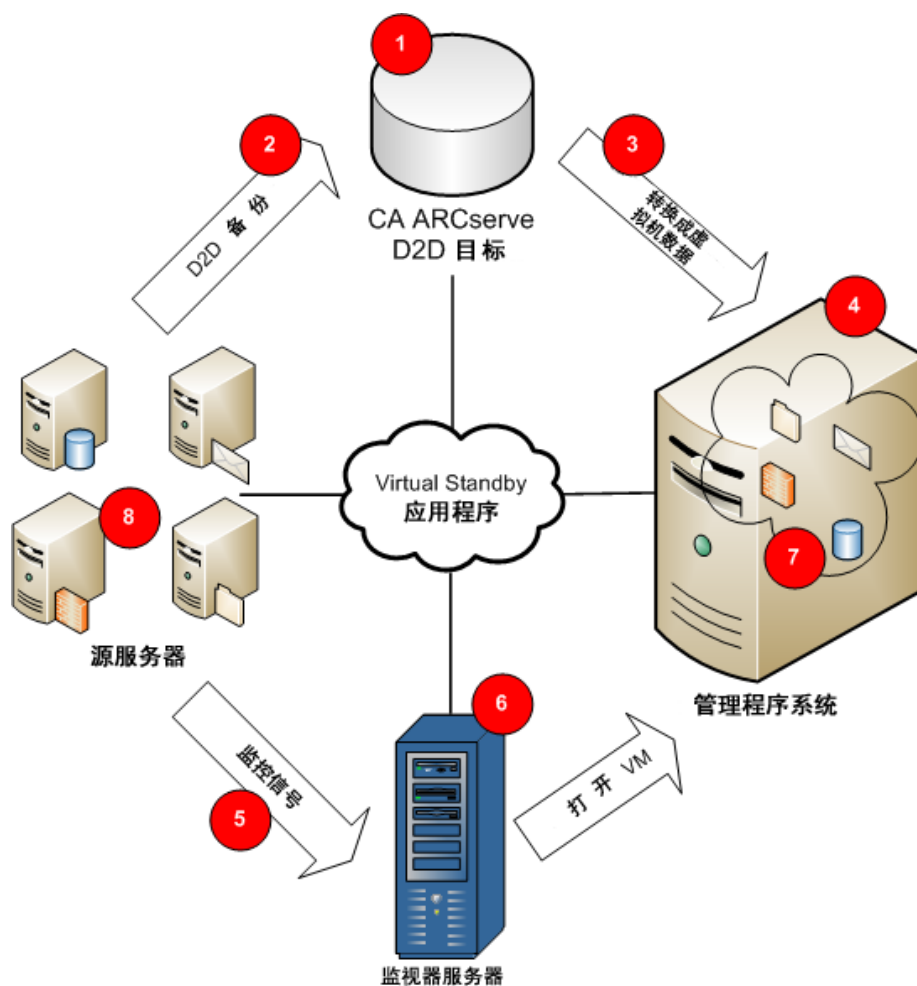 1
2
3
D2D 备份
CA ARCserve
D2D 目标
转换成虚
拟机数据
4
Virtual Standby
应用程序
8
7
源服务器
管理程序系统
监控信号
5
6
打开 VM
监视器服务器